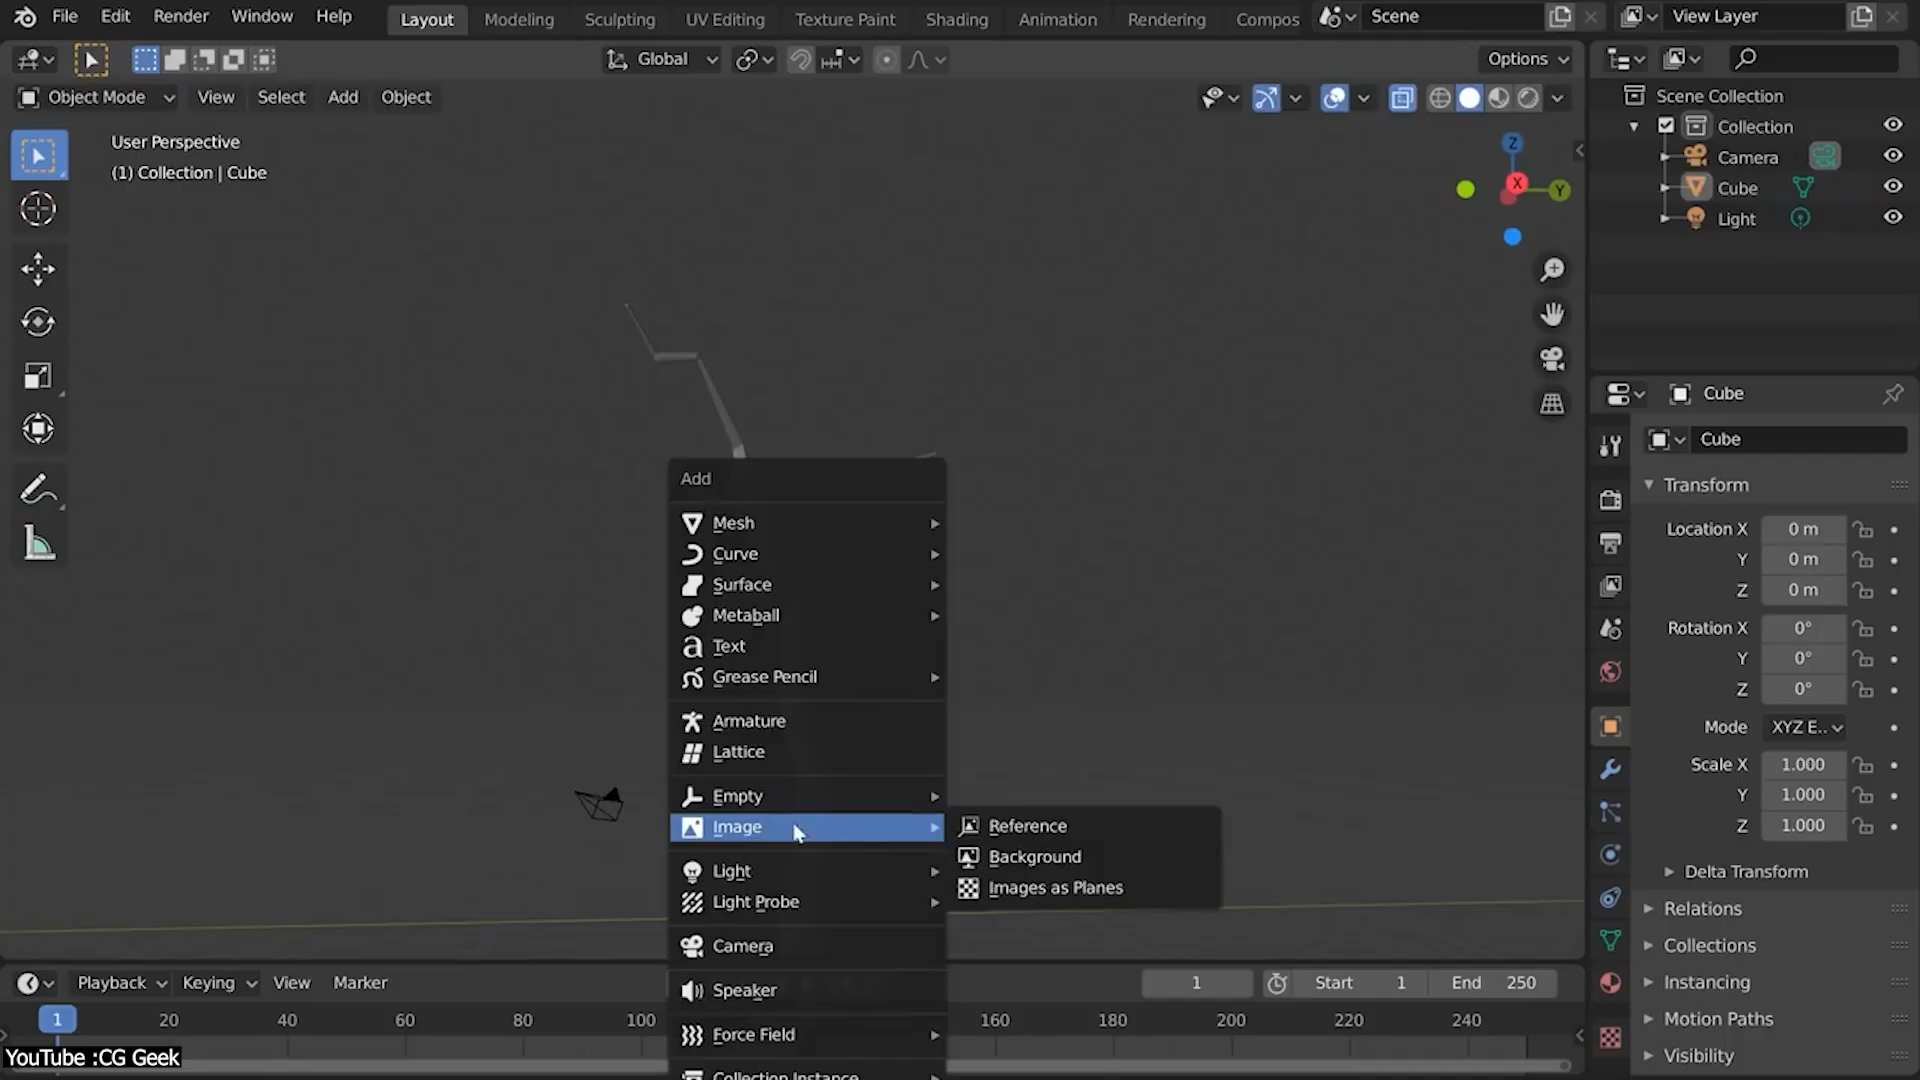 File Edit Render Window Help Layout Modeling Sculpting UV Editing Texture Paint Shading Animation Rendering Compos Scene View Layer
Global Options
Object Mode View Select Add Object
User Perspective
(1) Collection | Cube
Z
X
Y
Add
Mesh
Curve
Surface
Metaball
Text
Grease Pencil
Armature
Lattice
Empty
Image
Light
Light Probe
Camera
Speaker
Force Field
Collection Instance
Reference
Background
Images as Planes
Scene Collection
Collection
Camera
Cube
Light
Cube
Cube
Transform
Location X 0 m
Y 0 m
Z 0 m
Rotation X 0°
Y 0°
Z 0°
Mode XYZ E..
Scale X 1.000
Y 1.000
Z 1.000
Delta Transform
Relations
Collections
Instancing
Motion Paths
Visibility
Playback Keying View Marker 1 Start 1 End 250
1 20 40 60 80 100 160 180 200 220 240
YouTube :CG Geek